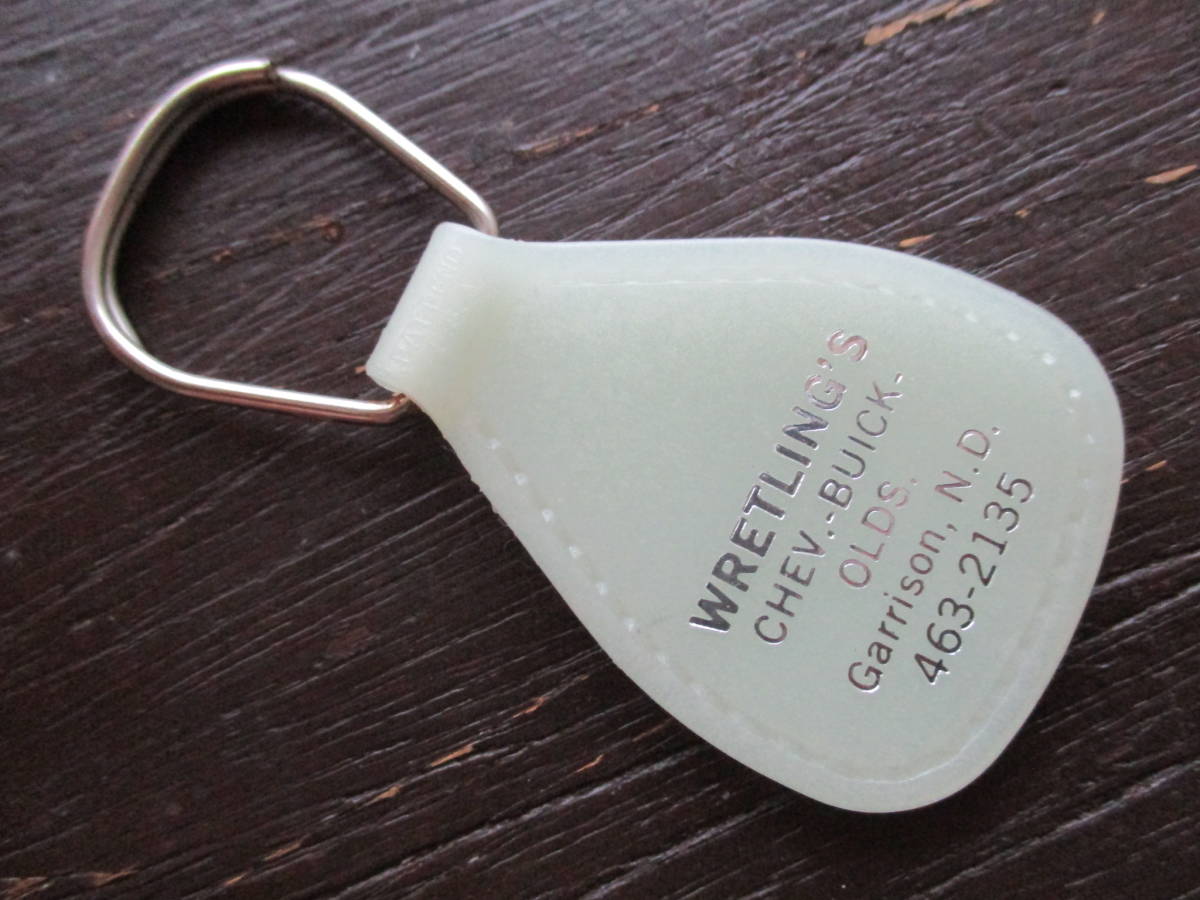 WRETLING'S
CHEV.-BUICK-
OLDS.
Garrison, N.D.
463-2135